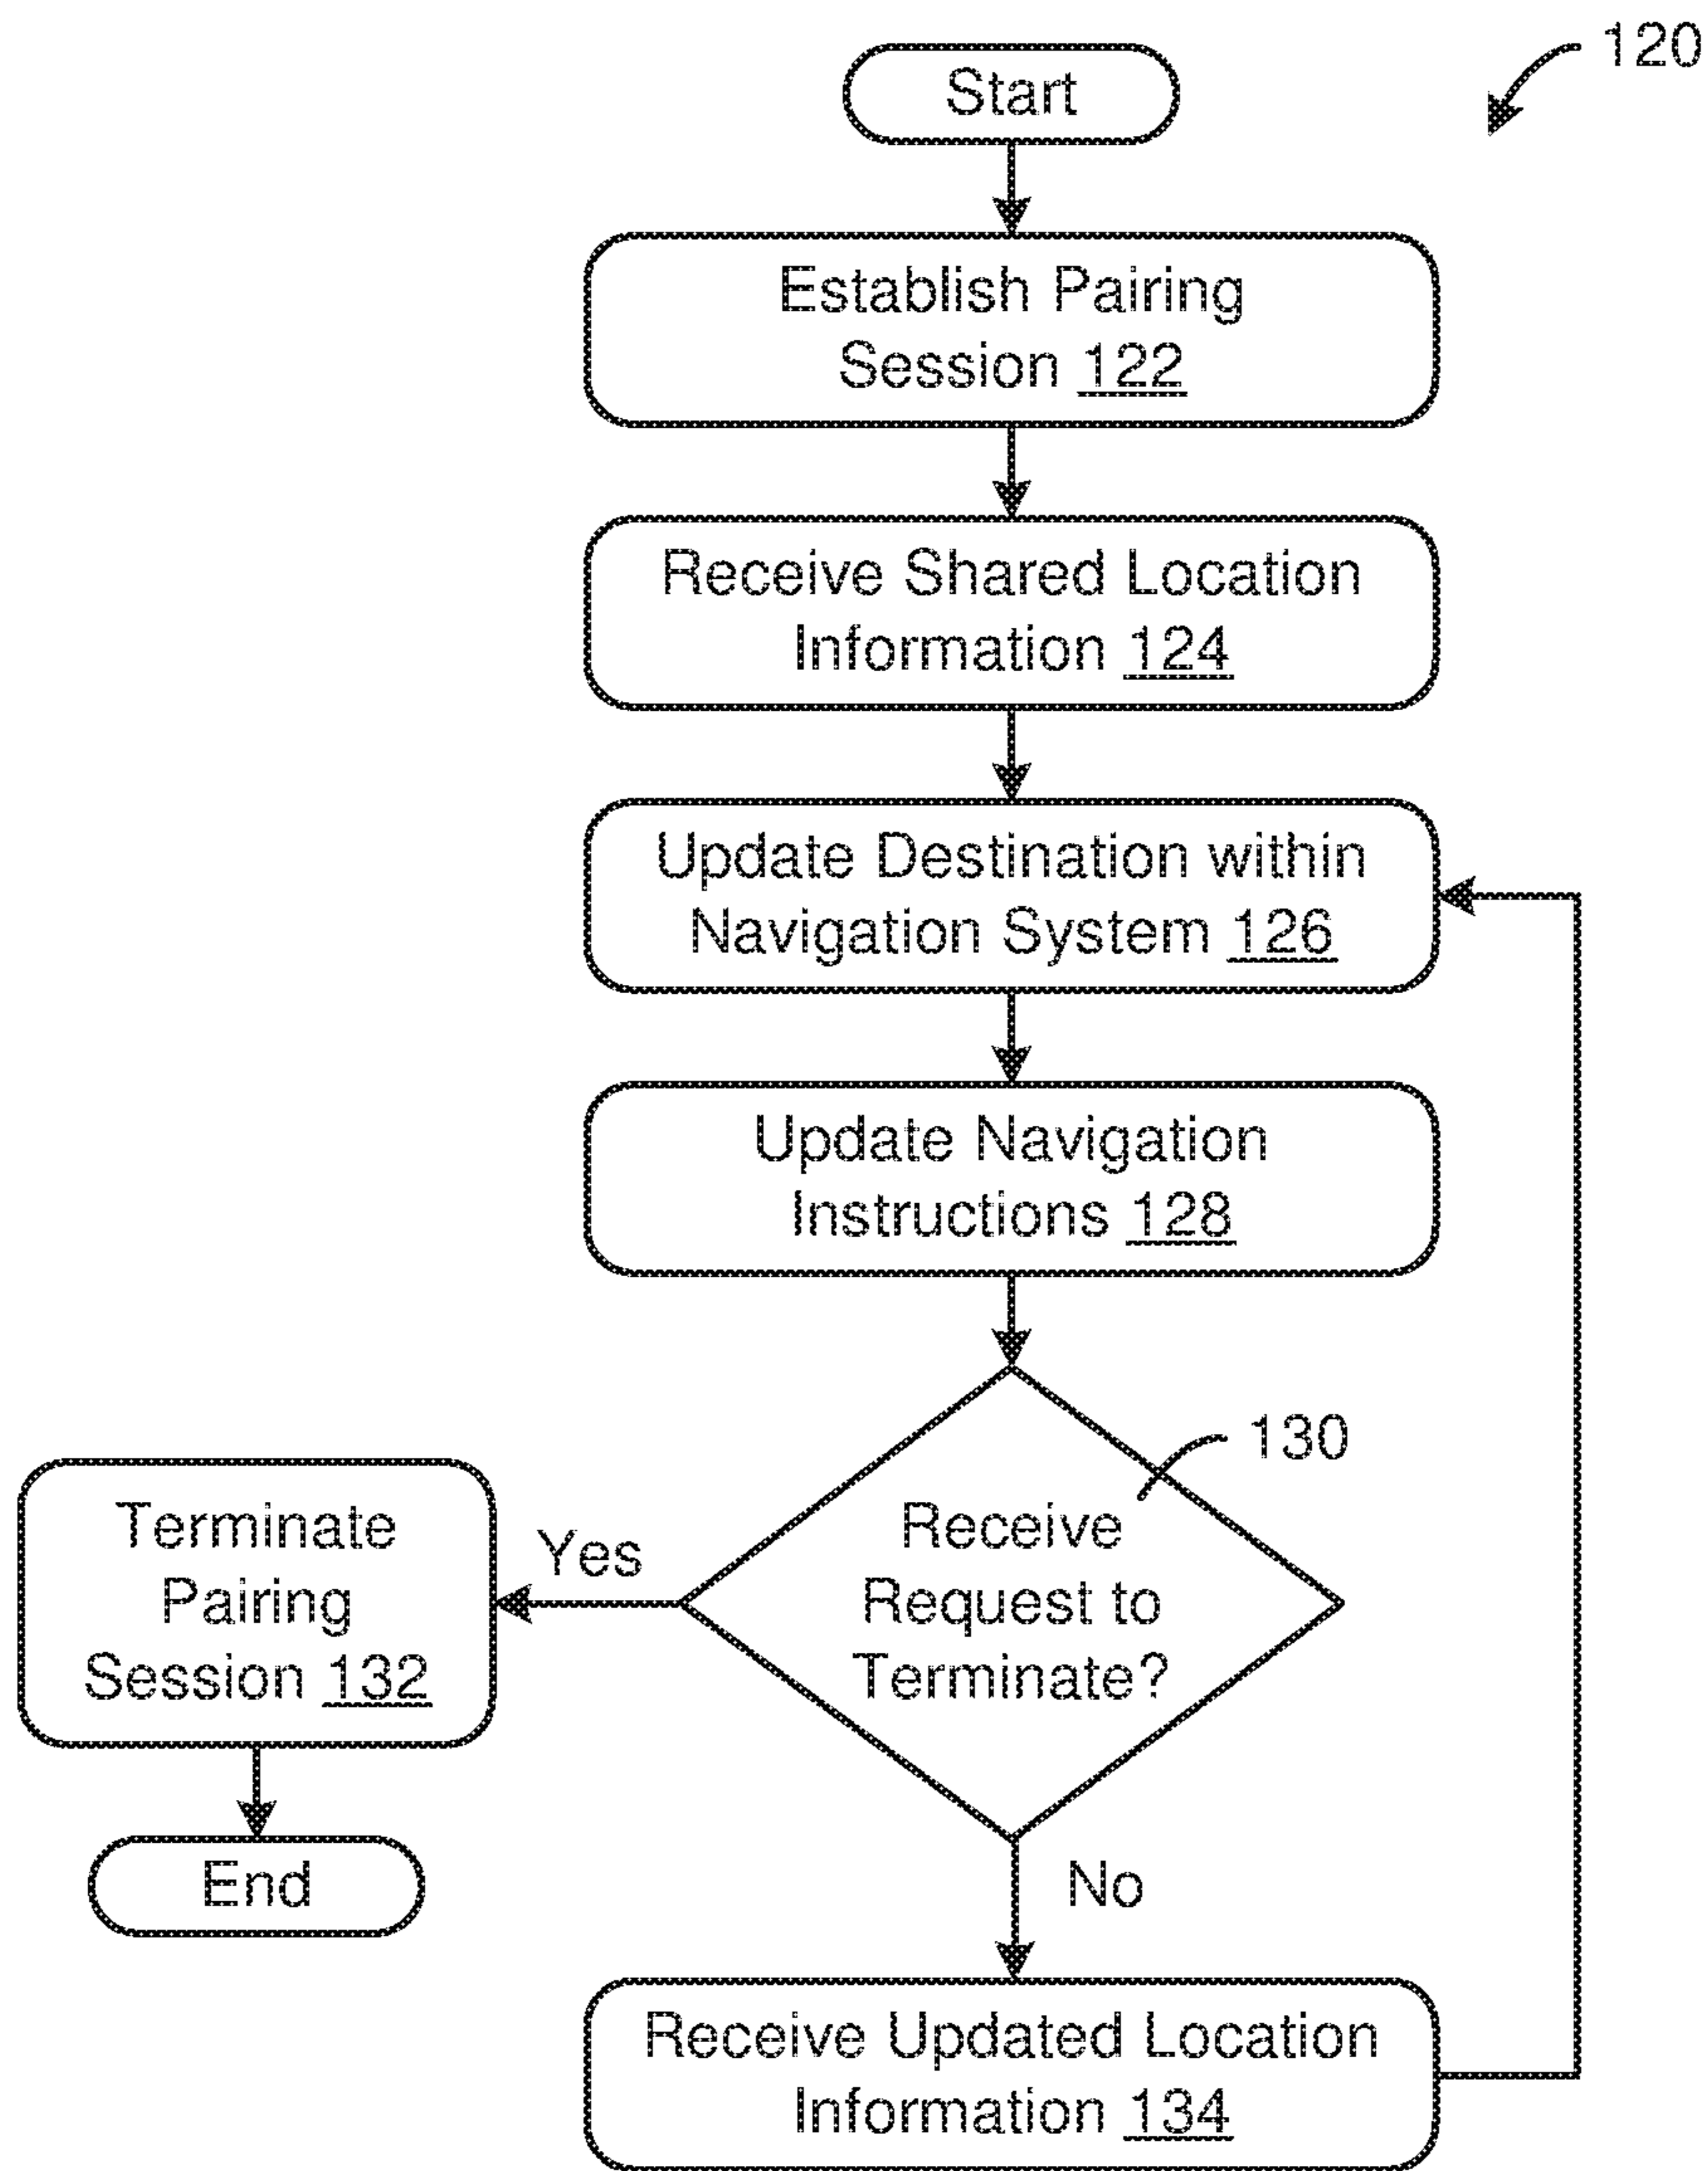 120
Start
Establish Pairing
Session 122
Receive Shared Location
Information 124
Update Destination within
Navigation System 126
Update Navigation
Instructions 128
130
Receive
Request to
Terminate?
Yes
Terminate
Pairing
Session 132
End
No
Receive Updated Location
Information 134